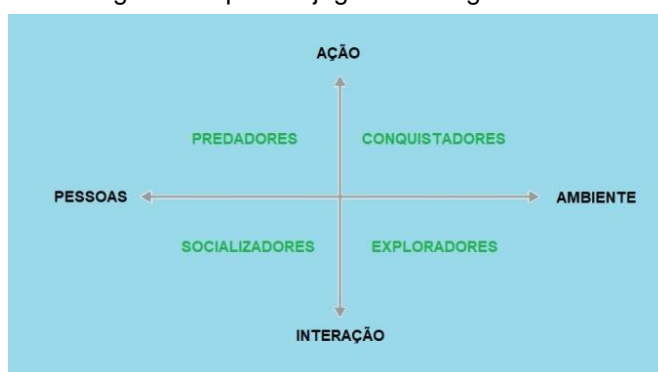 AÇÃO
PREDADORES CONQUISTADORES
PESSOAS AMBIENTE
SOCIALIZADORES EXPLORADORES
INTERAÇÃO